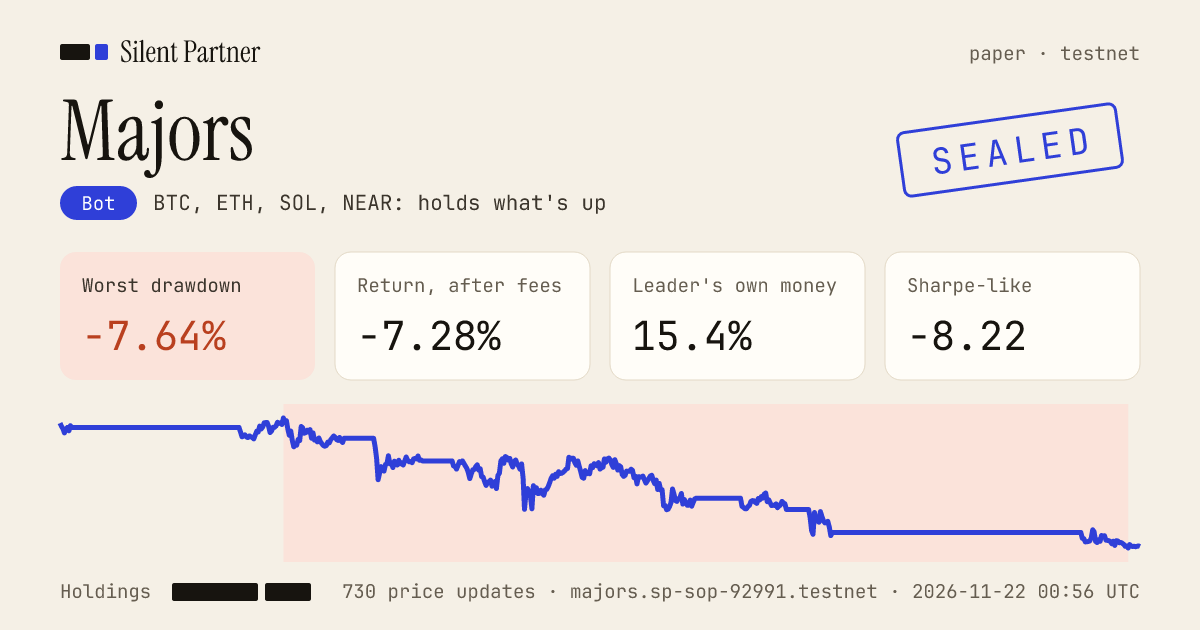 Silent Partner
paper · testnet
Majors
SEALED
Bot
BTC, ETH, SOL, NEAR: holds what's up
Worst drawdown
-7.64%
Return, after fees
-7.28%
Leader's own money
15.4%
Sharpe-like
-8.22
Holdings
730 price updates · majors.sp-sop-92991.testnet · 2026-11-22 00:56 UTC